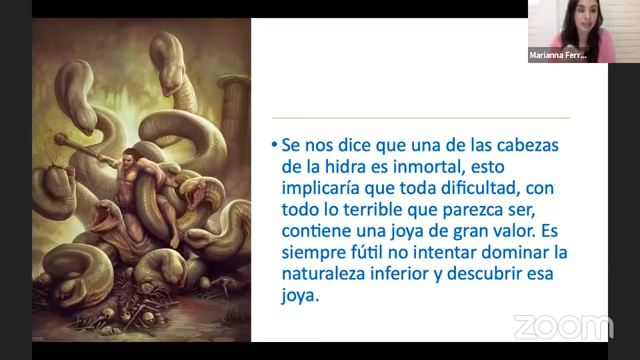 Marianna Ferr...
• Se nos dice que una de las cabezas
de la hidra es inmortal, esto
implicaría que toda dificultad, con
todo lo terrible que parezca ser,
contiene una joya de gran valor. Es
siempre fútil no intentar dominar la
naturaleza inferior y descubrir esa
joya.
zoom